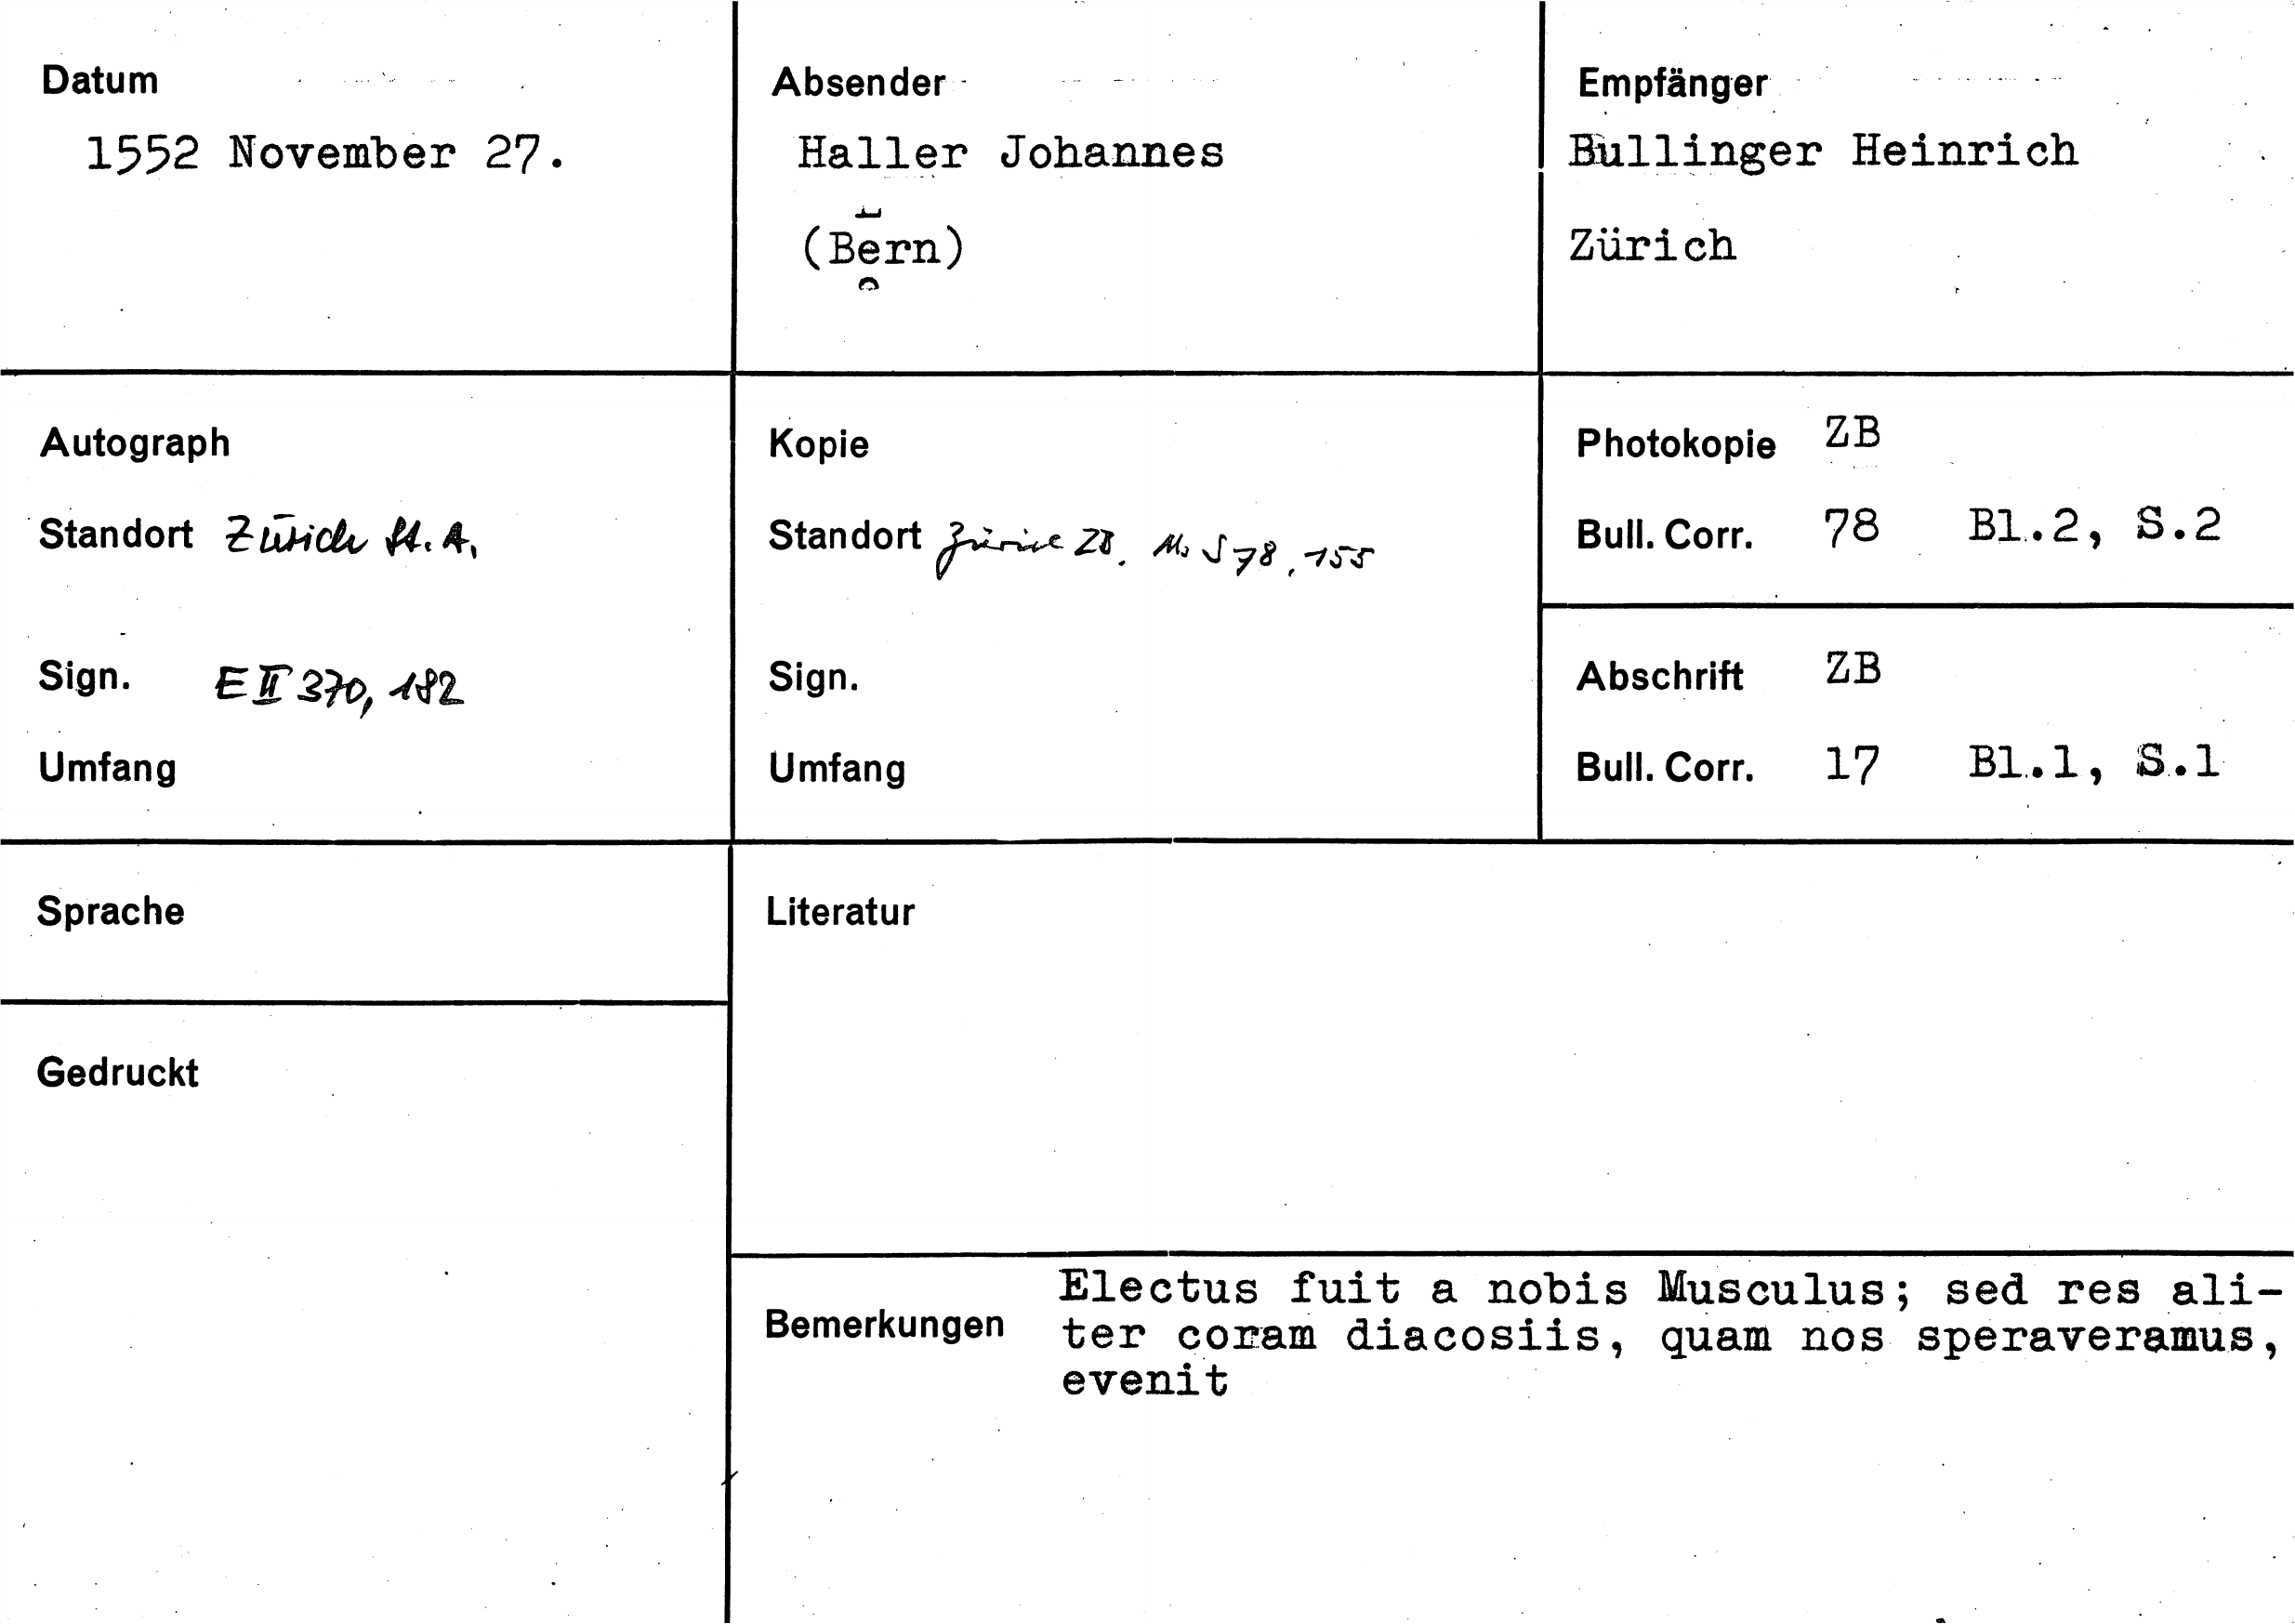 Datum
1552 November 27.
Absender
Haller Johannes
(Bern)
Empfänger
Bullinger Heinrich
Zürich
Autograph
Standort Zürich St. A.
Sign. E II 370, 182
Umfang
Kopie
Standort Zürich ZB. Ms S 78, 155
Sign.
Umfang
Photokopie ZB
Bull. Corr. 78 Bl.2, S.2
Abschrift ZB
Bull. Corr. 17 Bl.1, S.1
Sprache
Gedruckt
Literatur
Bemerkungen
Electus fuit a nobis Musculus; sed res ali-
ter coram diacosiis, quam nos speraveramus,
evenit